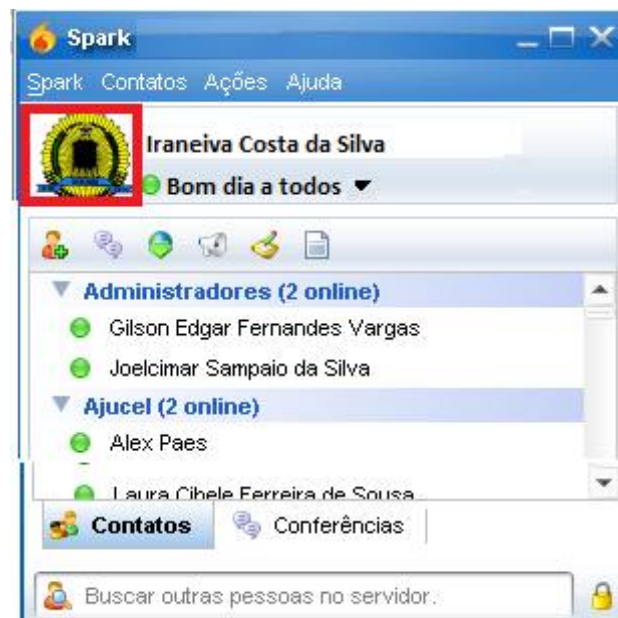 Spark
Spark Contatos Ações Ajuda
Iraneiva Costa da Silva
Bom dia a todos
Administradores (2 online)
Gilson Edgar Fernandes Vargas
Joelcimar Sampaio da Silva
Ajucel (2 online)
Alex Paes
Laura Cibele Ferreira de Sousa
Contatos Conferências
Buscar outras pessoas no servidor.